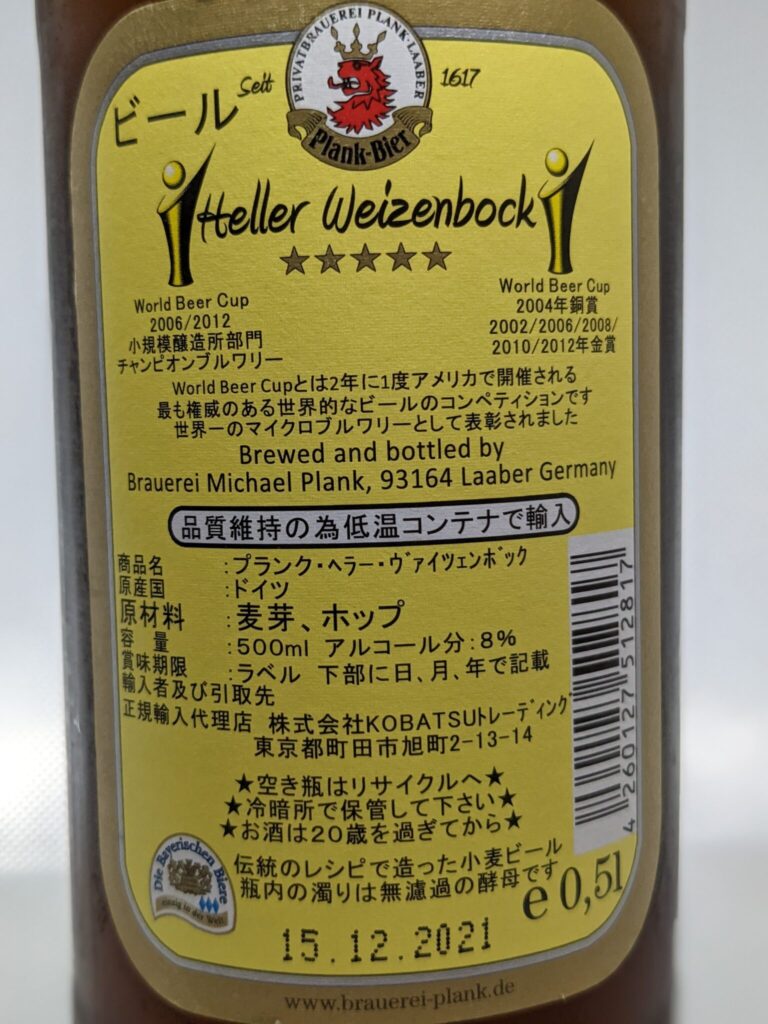 PRIVATBRAUEREI PLANK·LAABER
Plank-Bier
ビール Seit 1617
Heller Weizenbock
★★★★★
World Beer Cup
2006/2012
小規模醸造所部門
チャンピオンブルワリー
World Beer Cup
2004年銅賞
2002/2006/2008/
2010/2012年金賞
World Beer Cupとは2年に1度アメリカで開催される
最も権威のある世界的なビールのコンペティションです
世界一のマイクロブルワリーとして表彰されました
Brewed and bottled by
Brauerei Michael Plank, 93164 Laaber Germany
品質維持の為低温コンテナで輸入
商品名 :プランク・ヘラー・ヴァイツェンボック
原産国 :ドイツ
原材料 :麦芽、ホップ
容 量 :500ml アルコール分:8%
賞味期限 :ラベル 下部に日、月、年で記載
輸入者及び引取先
正規輸入代理店 株式会社KOBATSUトレーディング
東京都町田市旭町2-13-14
★空き瓶はリサイクルへ★
★冷暗所で保管して下さい★
★お酒は20歳を過ぎてから★
伝統のレシピで造った小麦ビール
瓶内の濁りは無濾過の酵母です
e 0,5l
4 260127 512817
Die Bayerischen Biere
einzig in der Welt
15.12.2021
www.brauerei-plank.de